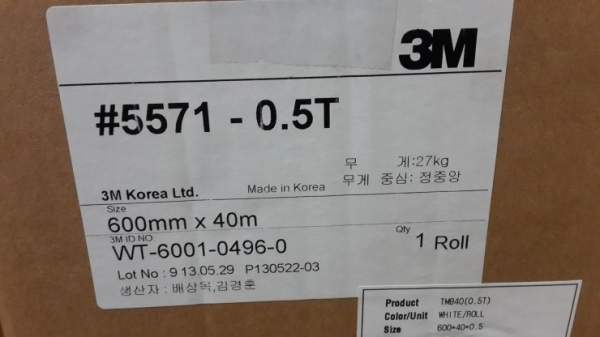 3M
#5571 - 0.5T
무 게:27kg
무게 중심: 정중앙
3M Korea Ltd. Made in Korea
Size
600mm x 40m
3M ID NO
WT-6001-0496-0
Qty 1 Roll
Lot No : 9 13.05.29 P130522-03
생산자 : 배상독,김경훈
Product TMB40(0.5T)
Color/Unit WHITE/ROLL
Size 600*40*0.5